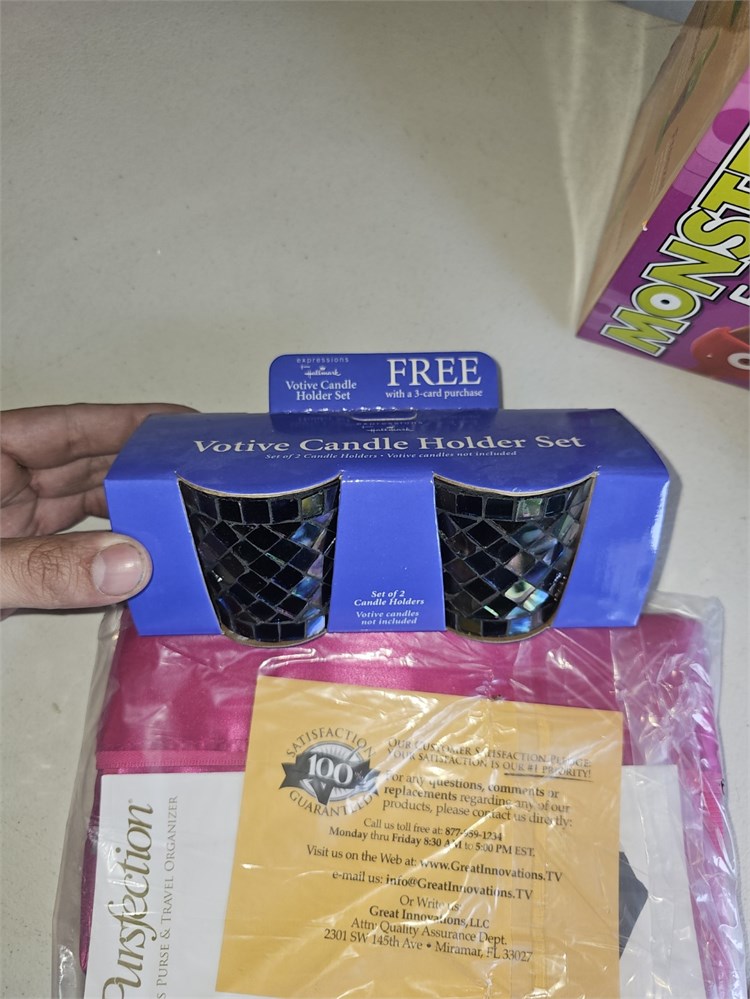 MONST
expressions
from
Hallmark
Votive Candle
Holder Set
FREE
with a 3-card purchase
expressions
Hallmark
Votive Candle Holder Set
Set of 2 Candle Holders • Votive candles not included
Set of 2
Candle Holders
Votive candles
not included
SATISFACTION
100%
GUARANTEED
OUR CUSTOMER SATISFACTION PLEDGE:
YOUR SATISFACTION IS OUR #1 PRIORITY!
For any questions, comments or
replacements regarding any of our
products, please contact us directly:
Call us toll free at: 877-959-1234
Monday thru Friday 8:30 AM to 5:00 PM EST.
Visit us on the Web at: www.GreatInnovations.TV
e-mail us: info@GreatInnovations.TV
Or Write us:
Great Innovations, LLC
Attn: Quality Assurance Dept.
2301 SW 145th Ave • Miramar, FL 33027
Pursfection
PURSE & TRAVEL ORGANIZER